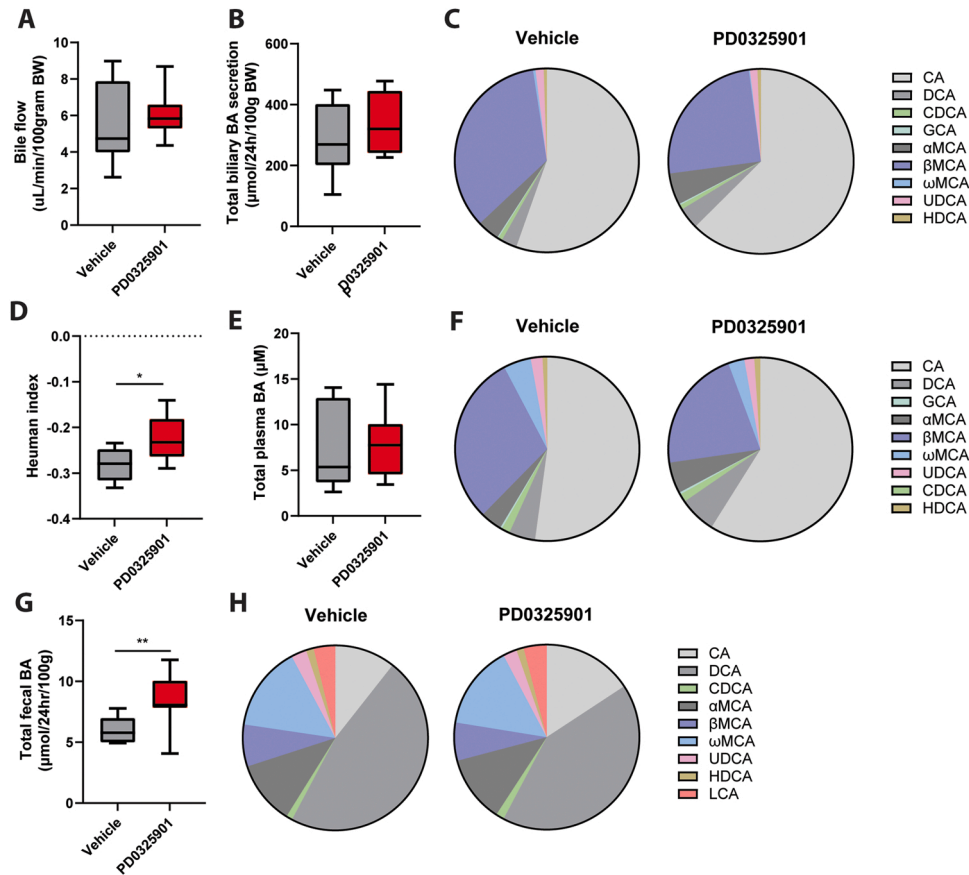 A
Bile flow
(uL/min/100gram BW)
10
8
6
4
2
0
Vehicle
PD0325901
B
Total biliary BA secretion
(µmol/24h/100g BW)
600
400
200
0
Vehicle
D0325901
P
C
Vehicle
PD0325901
CA
DCA
CDCA
GCA
αMCA
βMCA
ωMCA
UDCA
HDCA
D
Heuman index
0.0
-0.1
-0.2
-0.3
-0.4
*
Vehicle
PD0325901
E
Total plasma BA (µM)
20
15
10
5
0
Vehicle
PD0325901
F
Vehicle
PD0325901
CA
DCA
GCA
αMCA
βMCA
ωMCA
UDCA
CDCA
HDCA
G
Total fecal BA
(µmol/24hr/100g)
15
10
5
0
**
Vehicle
PD0325901
H
Vehicle
PD0325901
CA
DCA
CDCA
αMCA
βMCA
ωMCA
UDCA
HDCA
LCA